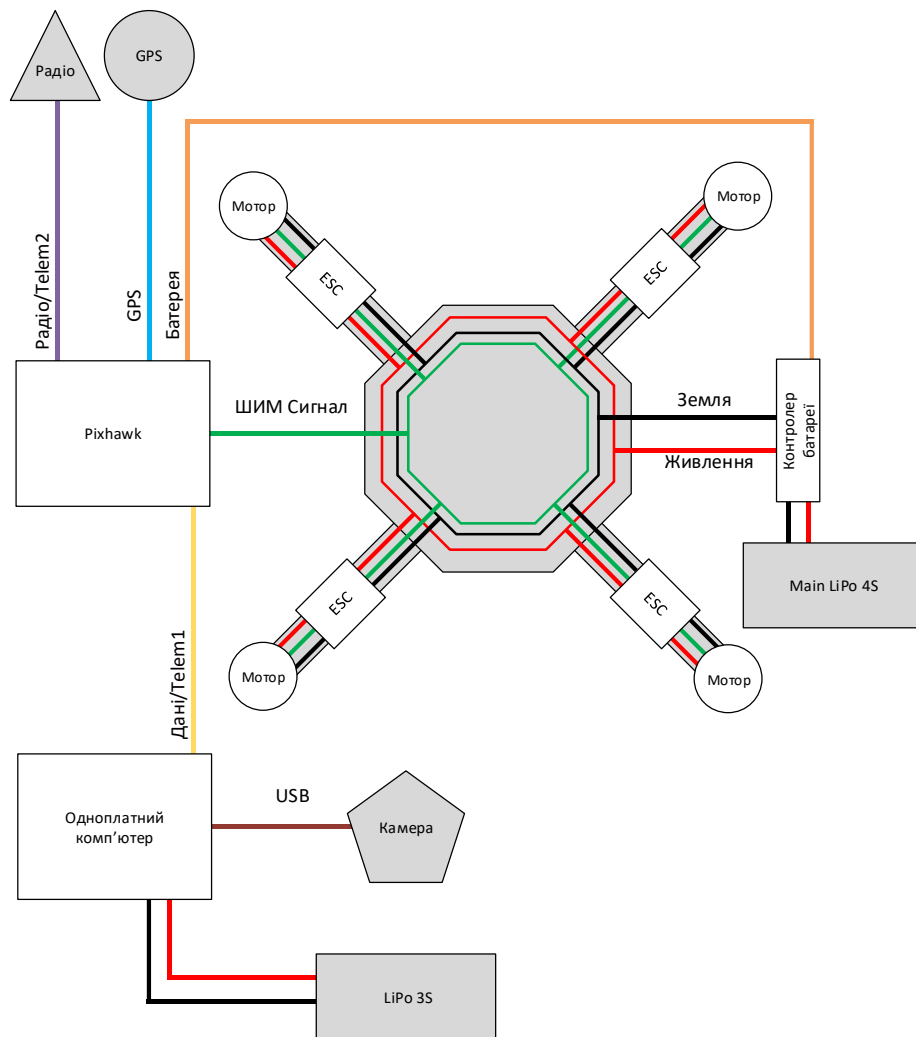 Радіо
GPS
Радіо/Telem2
GPS
Батерея
Мотор
Мотор
ESC
ESC
Pixhawk
ШИМ Сигнал
Земля
Живлення
Контролер
батареї
Main LiPo 4S
ESC
ESC
Мотор
Мотор
Дані/Telem1
Одноплатний
комп’ютер
USB
Камера
LiPo 3S